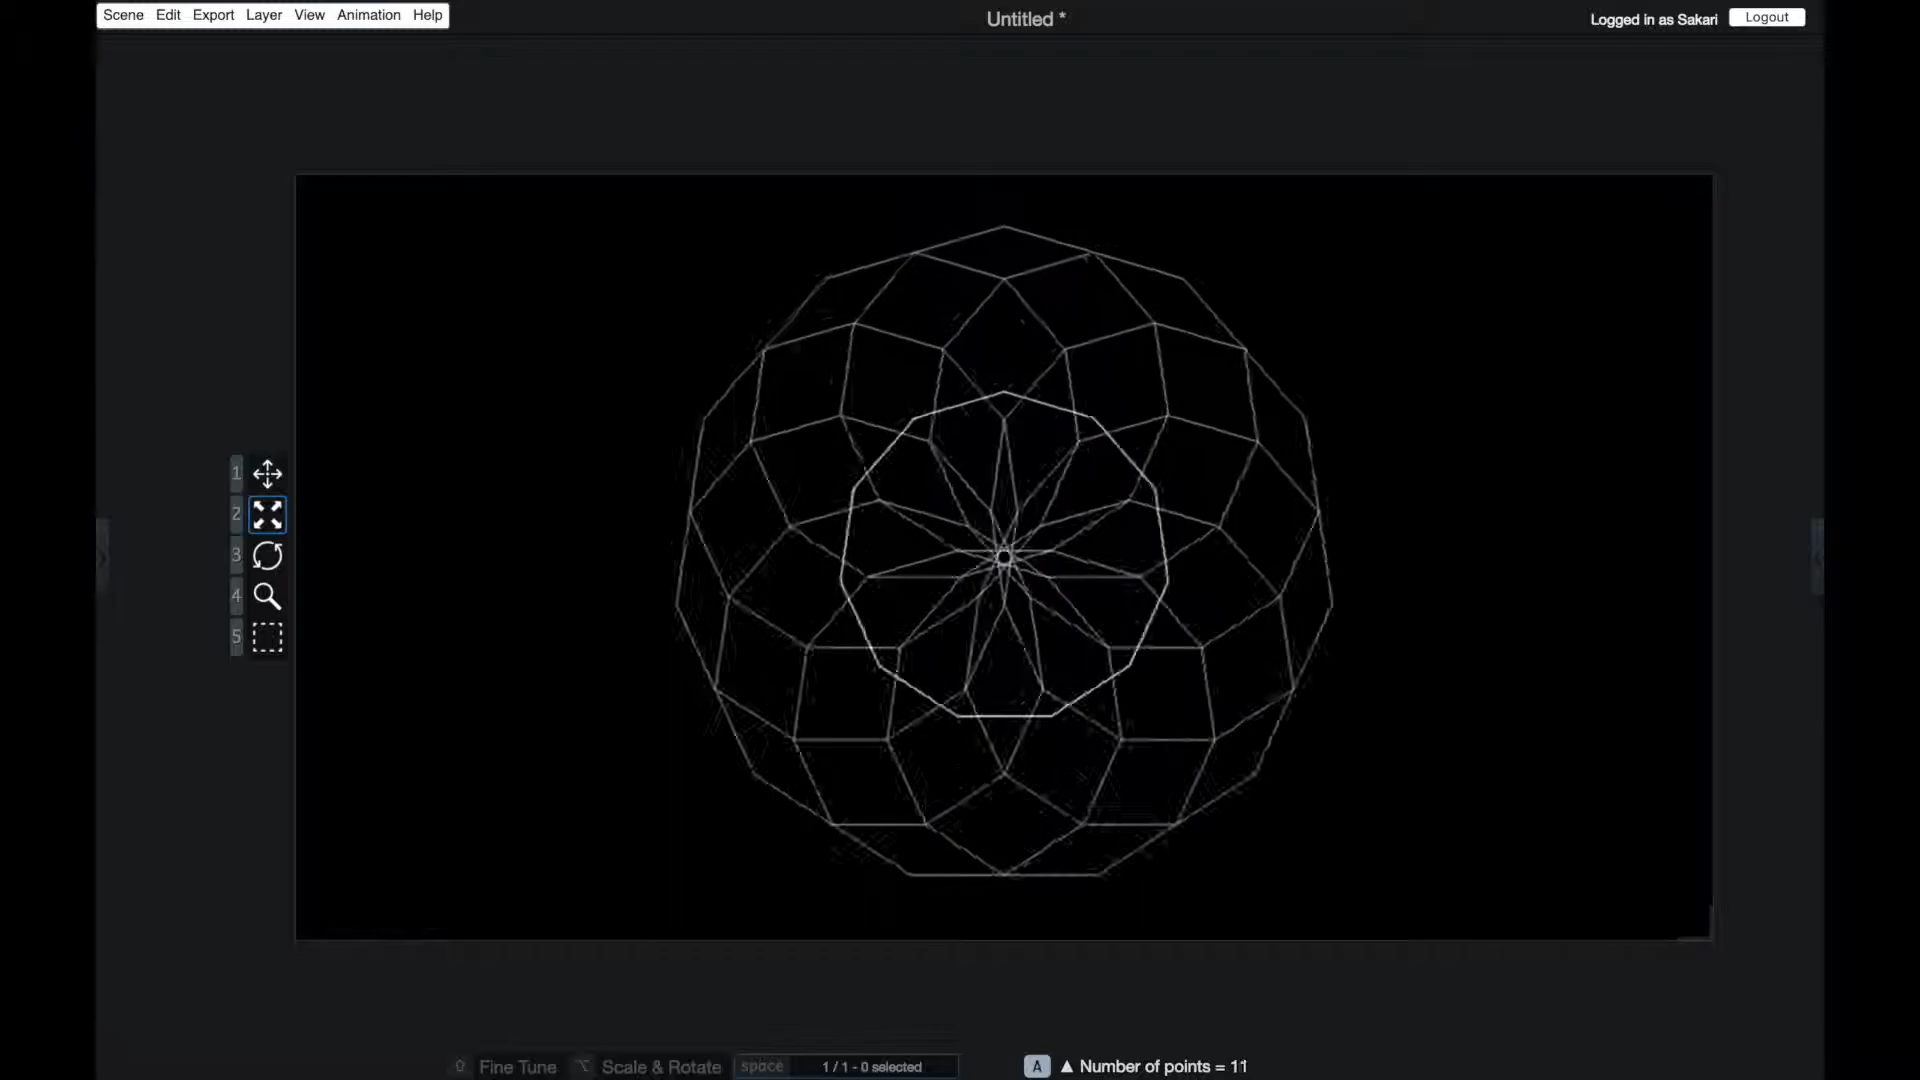 Scene Edit Export Layer View Animation Help
Untitled *
Logged in as Sakari Logout
1
2
3
4
5
Fine Tune Scale & Rotate space 1 / 1 - 0 selected A ▲ Number of points = 11